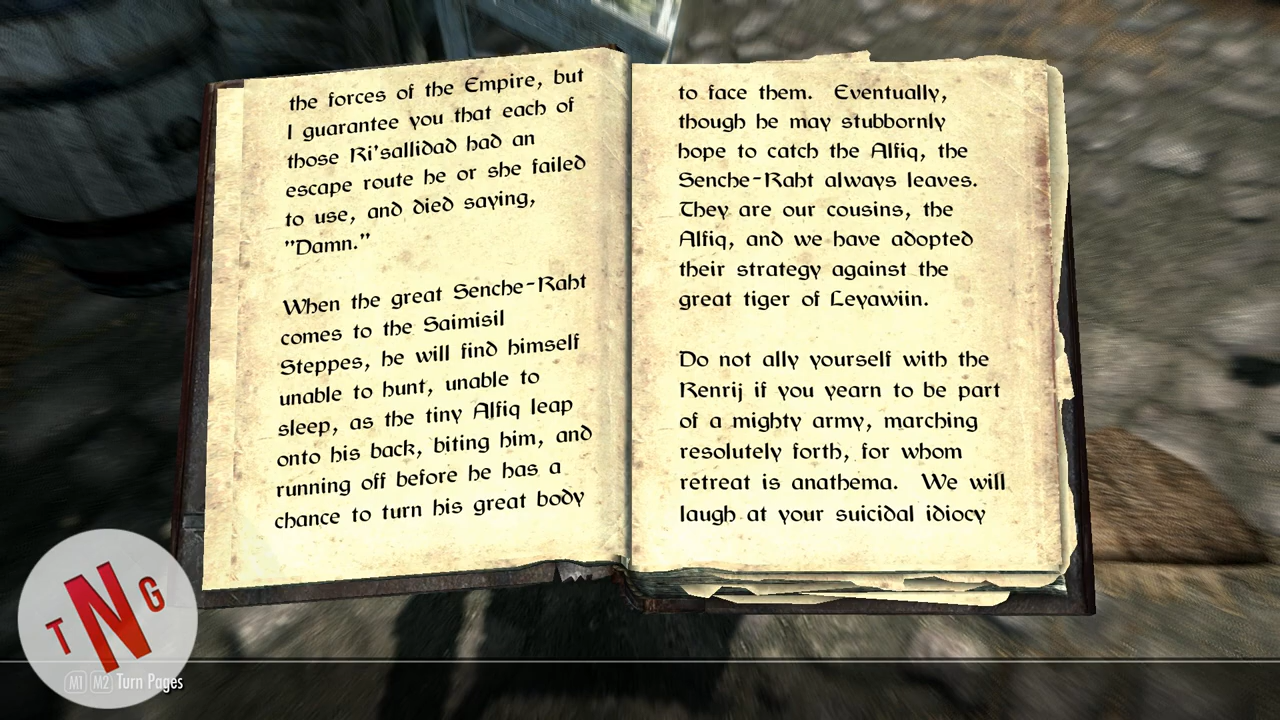 the forces of the Empire, but
I guarantee you that each of
those Ri'sallidad had an
escape route he or she failed
to use, and died saying,
"Damn."
When the great Senche-Raht
comes to the Saimisil
Steppes, he will find himself
unable to hunt, unable to
sleep, as the tiny Alfiq leap
onto his back, biting him, and
running off before he has a
chance to turn his great body
to face them. Eventually,
though he may stubbornly
hope to catch the Alfiq, the
Senche-Raht always leaves.
They are our cousins, the
Alfiq, and we have adopted
their strategy against the
great tiger of Leyawiin.
Do not ally yourself with the
Renrij if you yearn to be part
of a mighty army, marching
resolutely forth, for whom
retreat is anathema. We will
laugh at your suicidal idiocy
TNG
M1 M2 Turn Pages